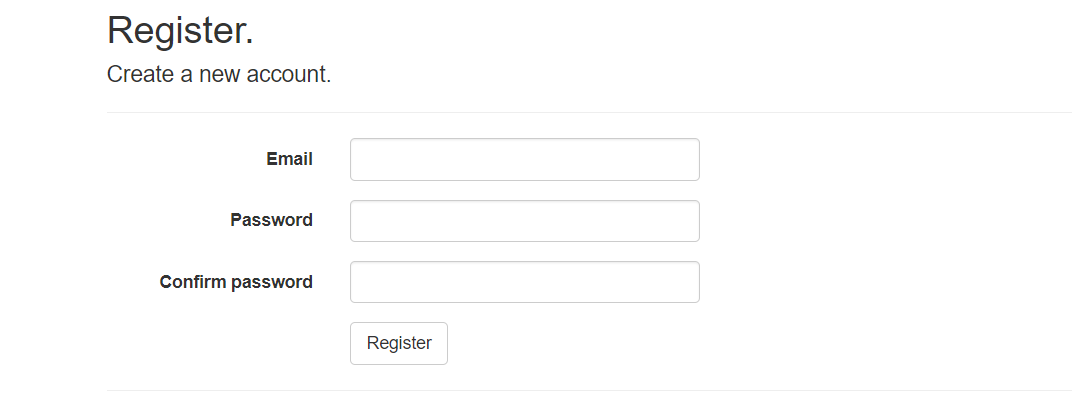 Register.
Create a new account.
Email
Password
Confirm password
Register